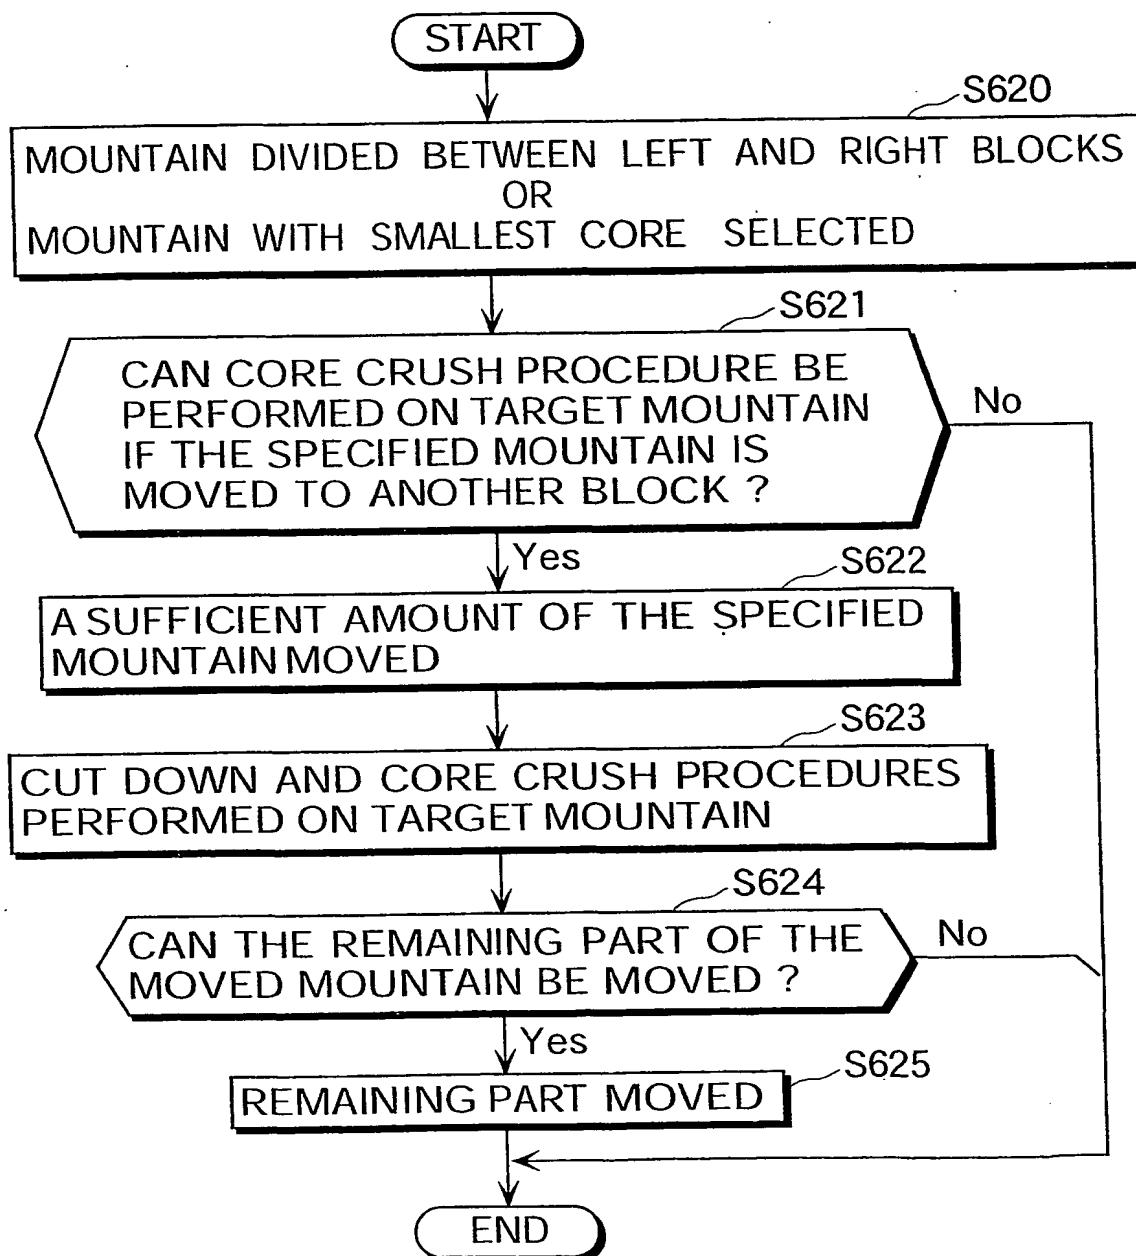 START
S620
MOUNTAIN DIVIDED BETWEEN LEFT AND RIGHT BLOCKS
OR
MOUNTAIN WITH SMALLEST CORE SELECTED
S621
CAN CORE CRUSH PROCEDURE BE
PERFORMED ON TARGET MOUNTAIN
IF THE SPECIFIED MOUNTAIN IS
MOVED TO ANOTHER BLOCK ?
No
Yes
S622
A SUFFICIENT AMOUNT OF THE SPECIFIED
MOUNTAIN MOVED
S623
CUT DOWN AND CORE CRUSH PROCEDURES
PERFORMED ON TARGET MOUNTAIN
S624
CAN THE REMAINING PART OF THE
MOVED MOUNTAIN BE MOVED ?
No
Yes
S625
REMAINING PART MOVED
END